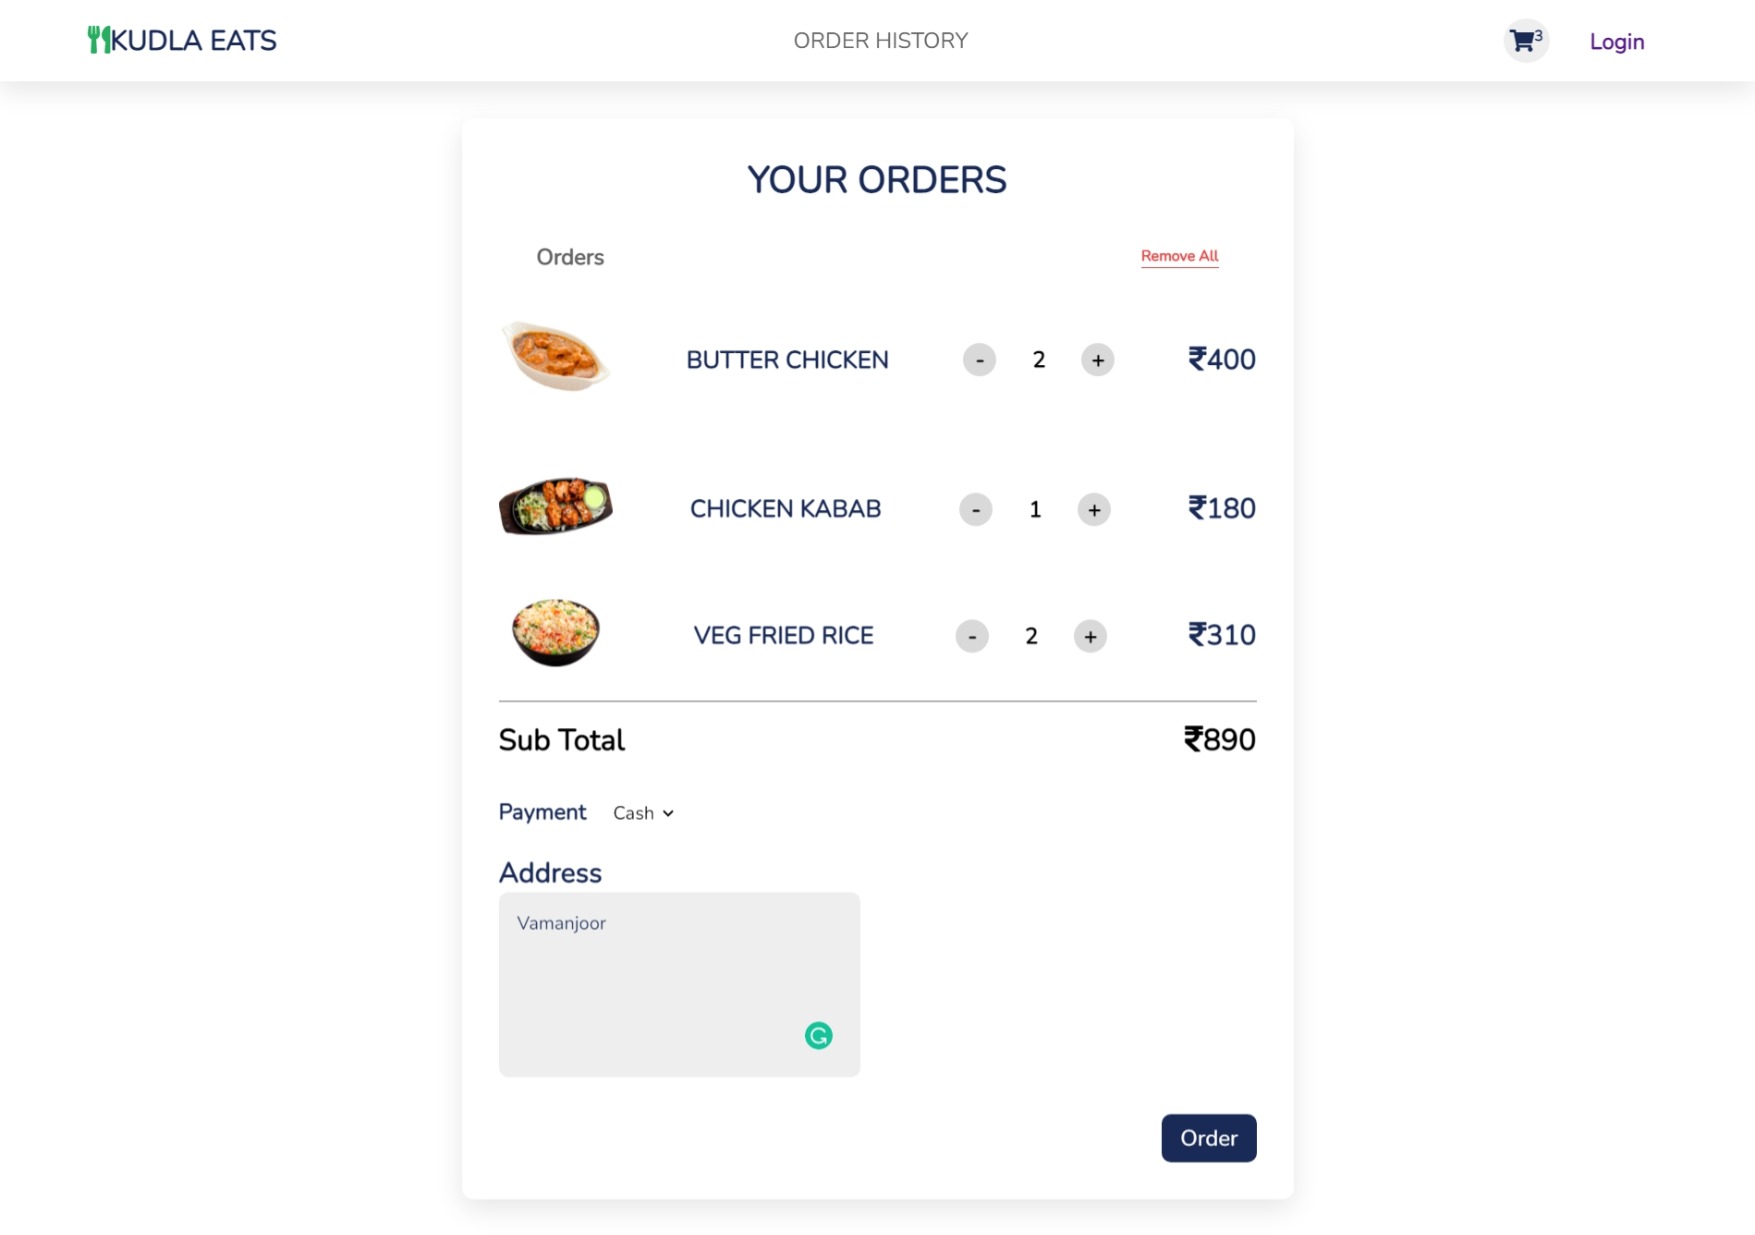 KUDLA EATS
ORDER HISTORY
3
Login
YOUR ORDERS
Orders
Remove All
BUTTER CHICKEN - 2 + ₹400
CHICKEN KABAB - 1 + ₹180
VEG FRIED RICE - 2 + ₹310
Sub Total ₹890
Payment Cash
Address
Vamanjoor
Order